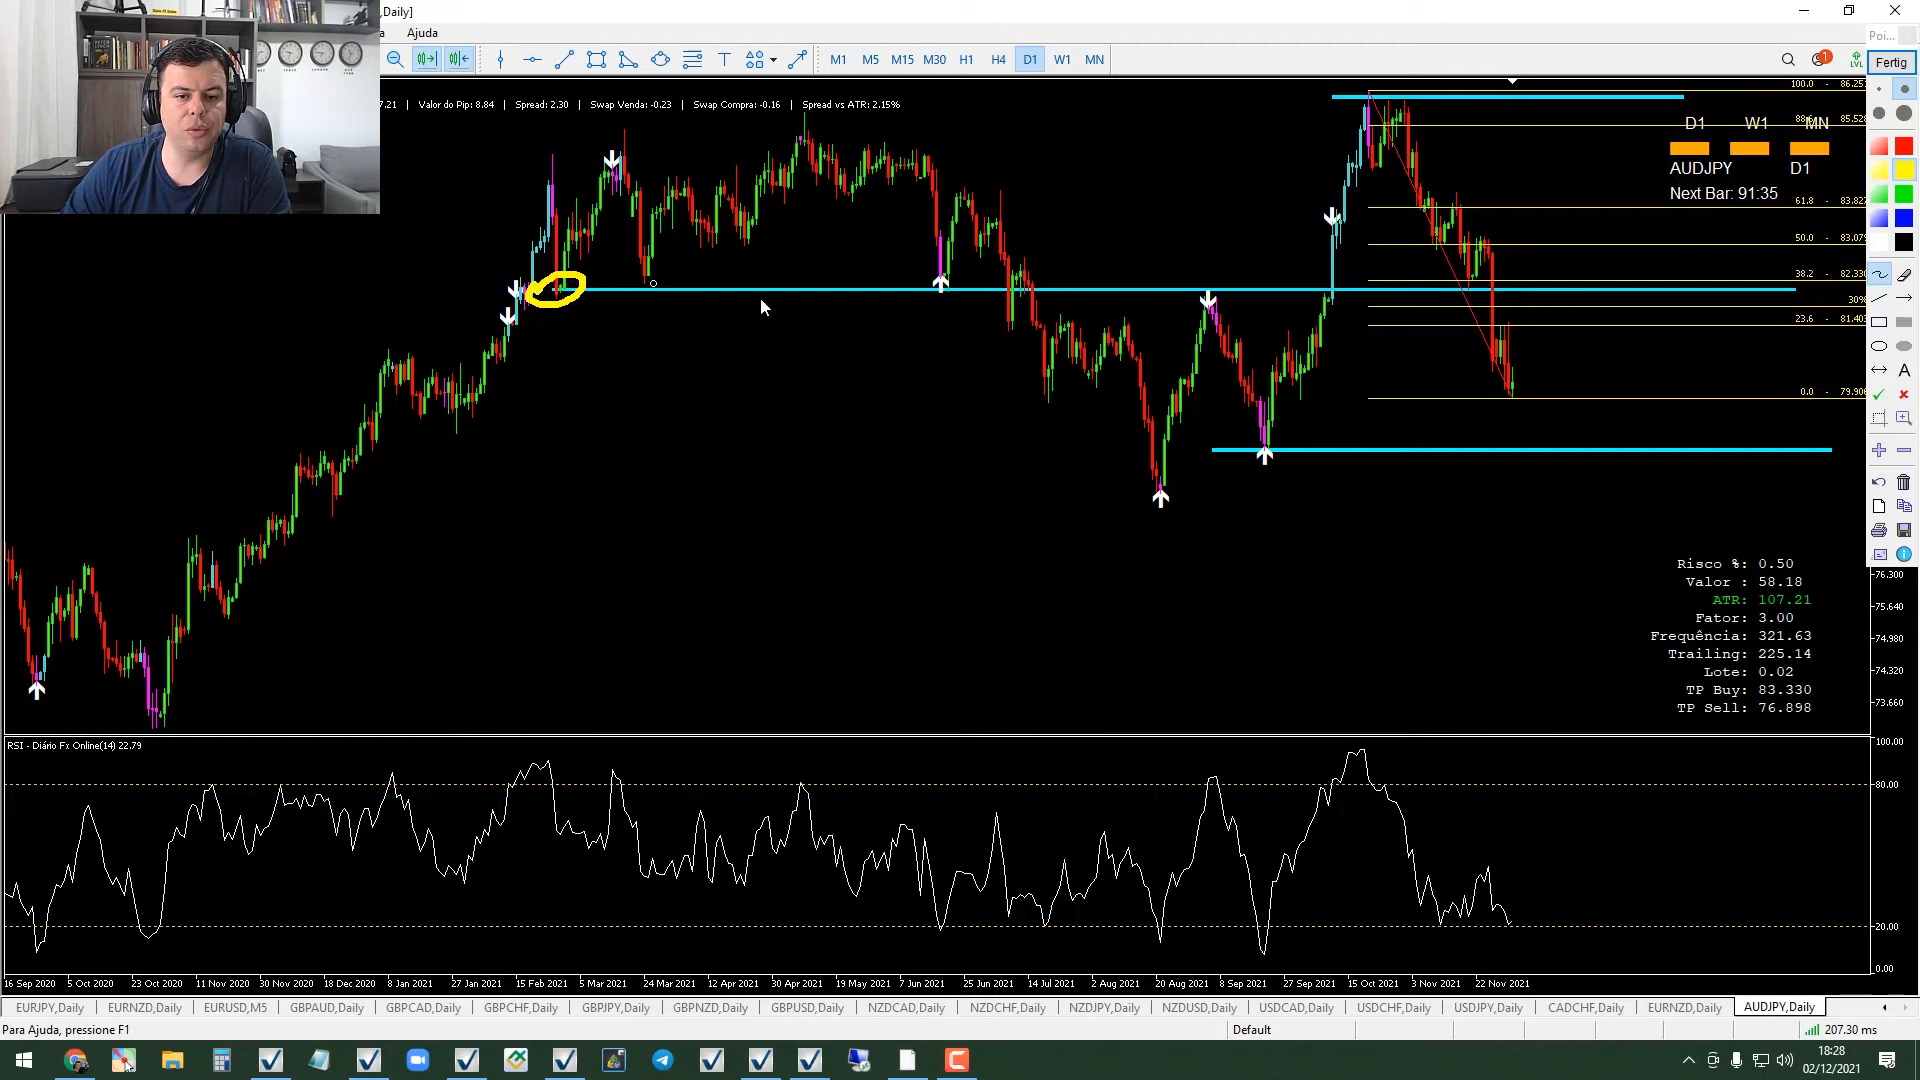 ,Daily]
a Ajuda
Poi...
M1 M5 M15 M30 H1 H4 D1 W1 MN
1
LVL
Fertig
7.21 | Valor do Pip: 8.84 | Spread: 2.30 | Swap Venda: -0.23 | Swap Compra: -0.16 | Spread vs ATR: 2.15%
100.0 - 86.251
85.528
D1 W1 MN
AUDJPY D1
Next Bar: 91:35
61.8 - 83.827
50.0 - 83.079
38.2 - 82.330
309
23.6 - 81.403
A
0.0 - 79.906
Risco %: 0.50
Valor : 58.18
ATR: 107.21
Fator: 3.00
Frequência: 321.63
Trailing: 225.14
Lote: 0.02
TP Buy: 83.330
TP Sell: 76.898
76.300
75.640
74.980
74.320
73.660
RSI - Diário Fx Online(14) 22.79
100.00
80.00
20.00
0.00
16 Sep 2020 5 Oct 2020 23 Oct 2020 11 Nov 2020 30 Nov 2020 18 Dec 2020 8 Jan 2021 27 Jan 2021 15 Feb 2021 5 Mar 2021 24 Mar 2021 12 Apr 2021 30 Apr 2021 19 May 2021 7 Jun 2021 25 Jun 2021 14 Jul 2021 2 Aug 2021 20 Aug 2021 8 Sep 2021 27 Sep 2021 15 Oct 2021 3 Nov 2021 22 Nov 2021
EURJPY,Daily EURNZD,Daily EURUSD,M5 GBPAUD,Daily GBPCAD,Daily GBPCHF,Daily GBPJPY,Daily GBPNZD,Daily GBPUSD,Daily NZDCAD,Daily NZDCHF,Daily NZDJPY,Daily NZDUSD,Daily USDCAD,Daily USDCHF,Daily USDJPY,Daily CADCHF,Daily EURNZD,Daily AUDJPY,Daily
Para Ajuda, pressione F1 Default 207.30 ms
18:28
02/12/2021